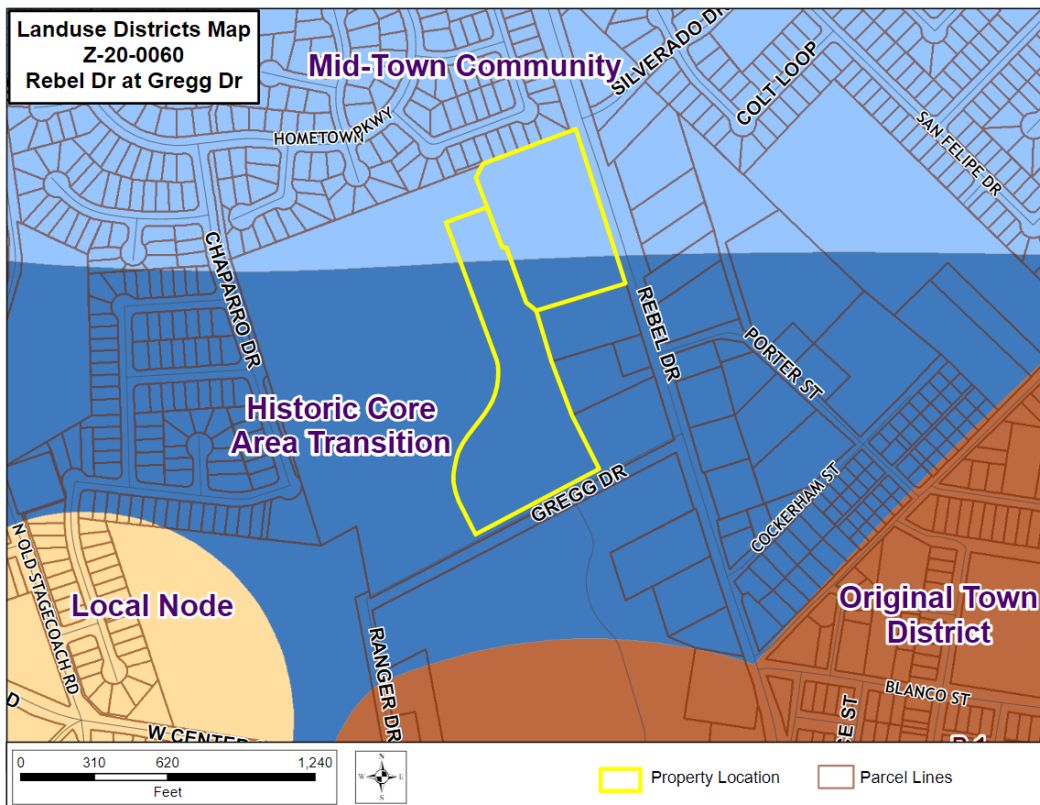 Landuse Districts Map
Z-20-0060
Rebel Dr at Gregg Dr
Mid-Town Community
SILVERADO DR
COLT LOOP
HOMETOWN PKWY
SAN FELIPE DR
CHAPARRO DR
REBEL DR
PORTER ST
Historic Core
Area Transition
GREGG DR
COCKERHAM ST
N OLD STAGECOACH RD
Local Node
Original Town
District
RANGER DR
BLANCO ST
D
W CENTER
CE ST
0 310 620 1,240
Feet
N
W E
S
Property Location
Parcel Lines